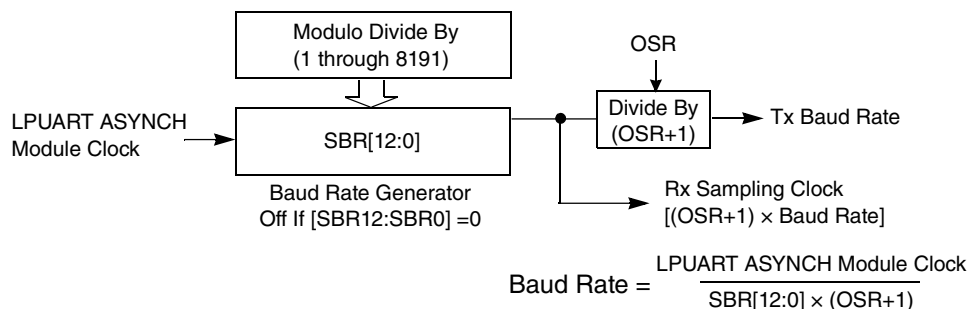 Modulo Divide By
(1 through 8191)
OSR
LPUART ASYNCH
Module Clock
SBR[12:0]
Divide By
(OSR+1)
Tx Baud Rate
Baud Rate Generator
Off If [SBR12:SBR0] =0
Rx Sampling Clock
[(OSR+1) × Baud Rate]
Baud Rate = LPUART ASYNCH Module Clock
SBR[12:0] × (OSR+1)